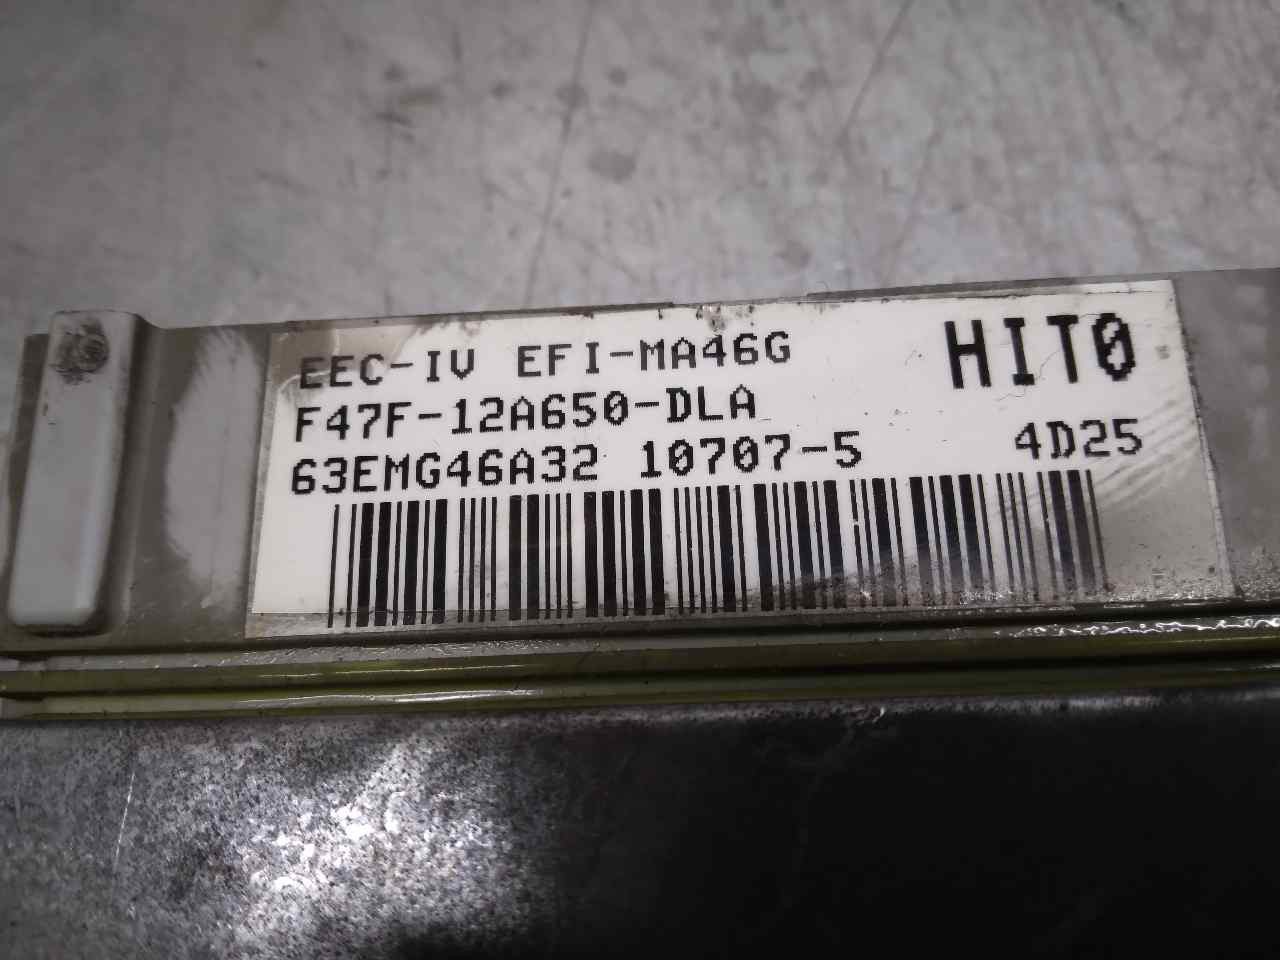 EEC-IV EFI-MA46G HIT0
F47F-12A650-DLA
63EMG46A32 10707-5 4D25